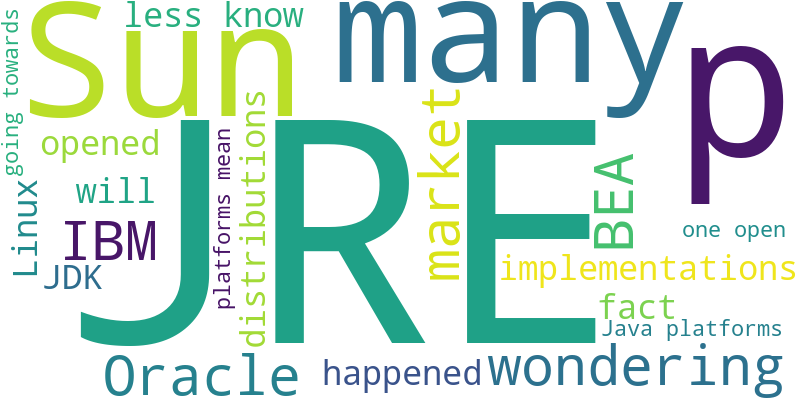 less know
Sun
many
p
going towards
opened
JRE
market
distributions
platforms mean
will
BEA
Linux
IBM
one open
JDK
implementations
fact
Java platforms
Oracle
happened
wondering